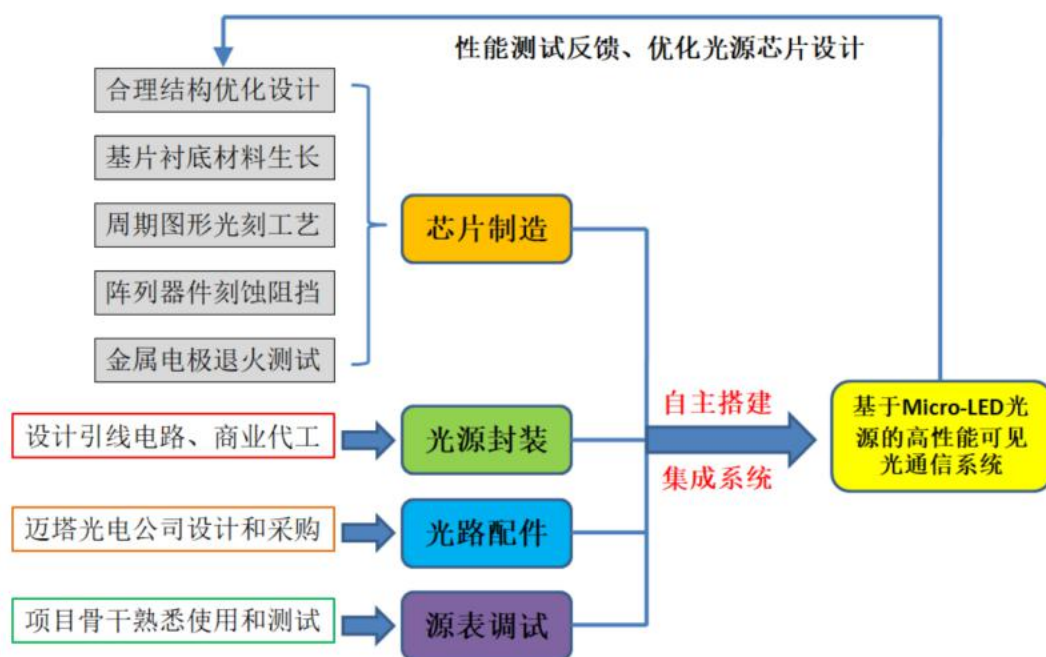 性能测试反馈、优化光源芯片设计
合理结构优化设计
基片衬底材料生长
周期图形光刻工艺
阵列器件刻蚀阻挡
金属电极退火测试
芯片制造
设计引线电路、商业代工
光源封装
迈塔光电公司设计和采购
光路配件
项目骨干熟悉使用和测试
源表调试
自主搭建
集成系统
基于Micro-LED光
源的高性能可见
光通信系统